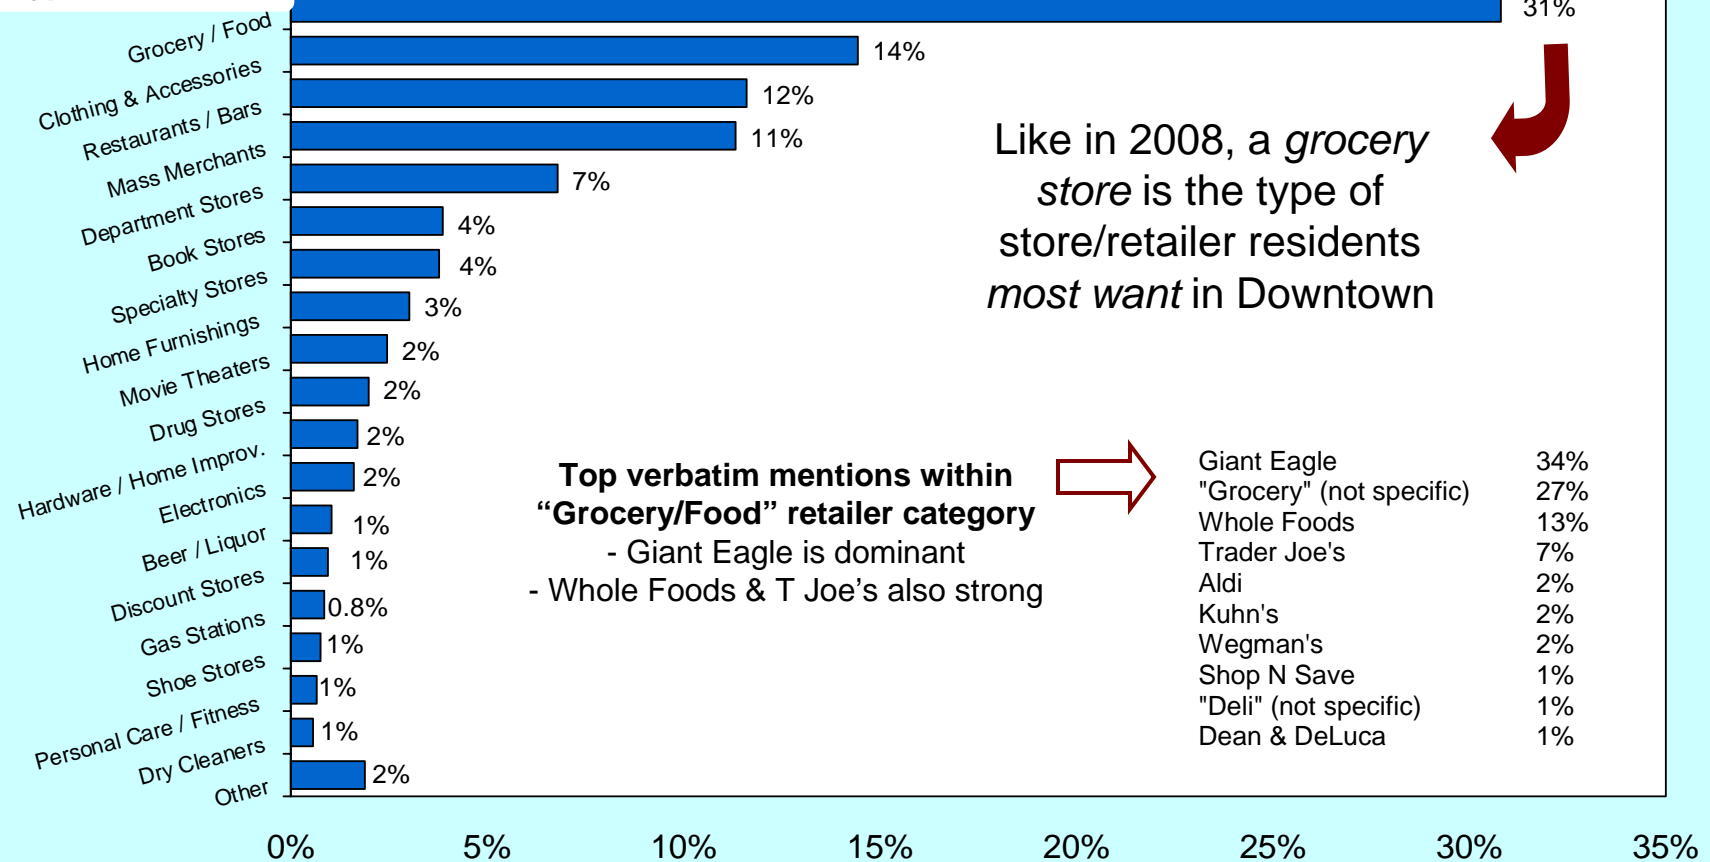 31%
Grocery / Food
14%
Clothing & Accessories
12%
Restaurants / Bars
11%
Mass Merchants
7%
Department Stores
4%
Book Stores
4%
Specialty Stores
3%
Home Furnishings
2%
Movie Theaters
2%
Drug Stores
2%
Hardware / Home Improv.
2%
Electronics
1%
Beer / Liquor
1%
Discount Stores
0.8%
Gas Stations
1%
Shoe Stores
1%
Personal Care / Fitness
1%
Dry Cleaners
2%
Other
Like in 2008, a grocery
store is the type of
store/retailer residents
most want in Downtown
Top verbatim mentions within
“Grocery/Food” retailer category
- Giant Eagle is dominant
- Whole Foods & T Joe’s also strong
Giant Eagle 34%
"Grocery" (not specific) 27%
Whole Foods 13%
Trader Joe's 7%
Aldi 2%
Kuhn's 2%
Wegman's 2%
Shop N Save 1%
"Deli" (not specific) 1%
Dean & DeLuca 1%
0% 5% 10% 15% 20% 25% 30% 35%